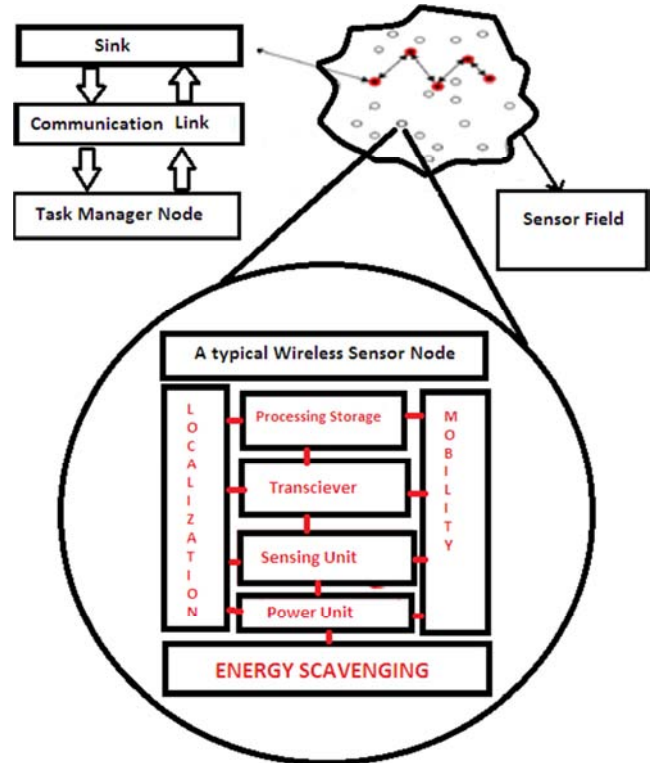 Sink
Communication Link
Task Manager Node
Sensor Field
A typical Wireless Sensor Node
LOCALIZATION
Processing Storage
MOBILITY
Transciever
Sensing Unit
Power Unit
ENERGY SCAVENGING